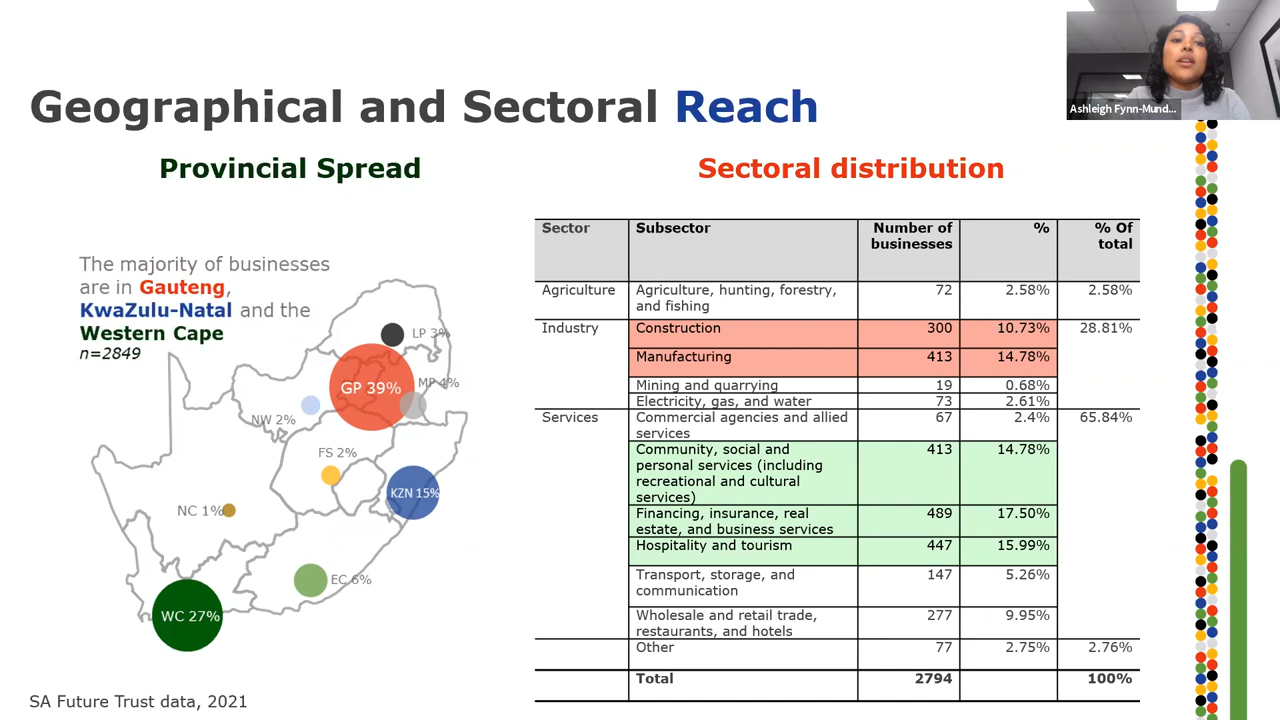 Ashleigh Fynn-Mund...
Geographical and Sectoral Reach
Provincial Spread
The majority of businesses
are in Gauteng,
KwaZulu-Natal and the
Western Cape
n=2849
LP 3%
GP 39%
MP 4%
NW 2%
FS 2%
KZN 15%
NC 1%
EC 6%
WC 27%
Sectoral distribution
Sector Subsector Number of businesses % % Of total
Agriculture Agriculture, hunting, forestry, and fishing 72 2.58% 2.58%
Industry Construction 300 10.73% 28.81%
Manufacturing 413 14.78%
Mining and quarrying 19 0.68%
Electricity, gas, and water 73 2.61%
Services Commercial agencies and allied services 67 2.4% 65.84%
Community, social and personal services (including recreational and cultural services) 413 14.78%
Financing, insurance, real estate, and business services 489 17.50%
Hospitality and tourism 447 15.99%
Transport, storage, and communication 147 5.26%
Wholesale and retail trade, restaurants, and hotels 277 9.95%
Other 77 2.75% 2.76%
Total 2794 100%
SA Future Trust data, 2021